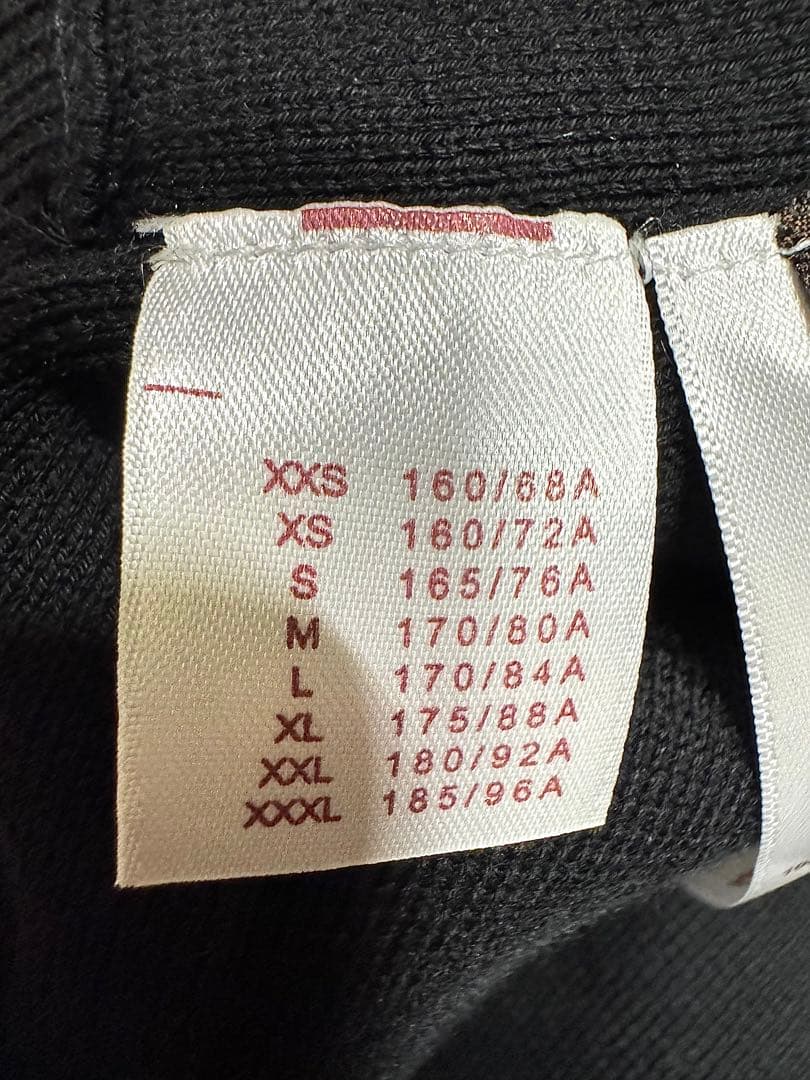 XXS 160/68A
XS 160/72A
S 165/76A
M 170/80A
L 170/84A
XL 175/88A
XXL 180/92A
XXXL 185/96A